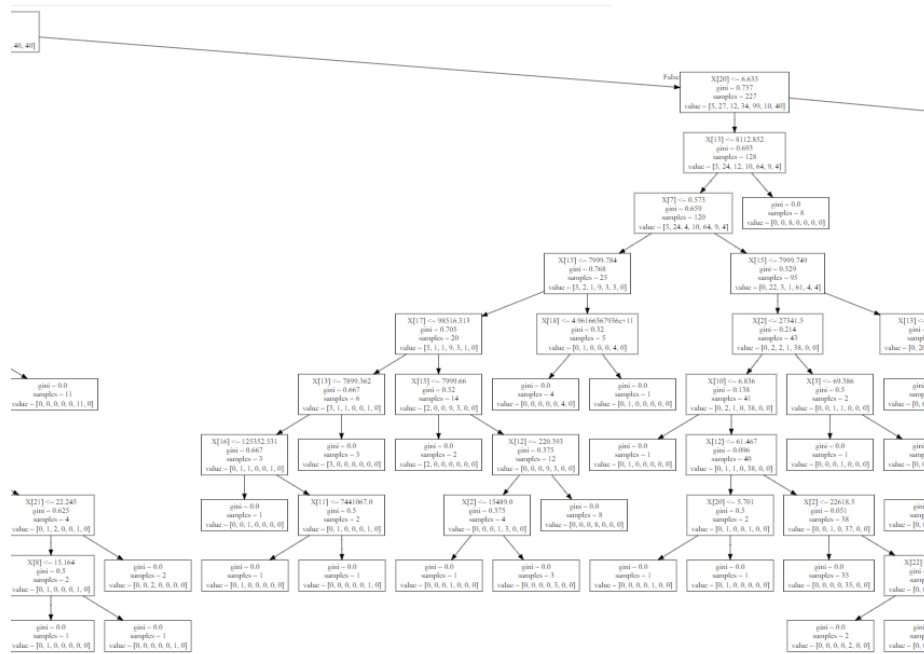 , 40, 40]
False
X[20] <= 6.635
gini = 0.737
samples = 227
value = [5, 27, 12, 34, 99, 10, 40]
X[13] <= 8112.852
gini = 0.693
samples = 128
value = [5, 24, 12, 10, 64, 9, 4]
X[7] <= 0.573
gini = 0.659
samples = 120
value = [5, 24, 4, 10, 64, 9, 4]
gini = 0.0
samples = 8
value = [0, 0, 8, 0, 0, 0, 0]
X[15] <= 7999.784
gini = 0.768
samples = 25
value = [5, 2, 1, 9, 3, 5, 0]
X[15] <= 7999.749
gini = 0.529
samples = 95
value = [0, 22, 3, 1, 61, 4, 4]
X[17] <= 98516.313
gini = 0.705
samples = 20
value = [5, 1, 1, 9, 3, 1, 0]
X[18] <= 4.96166567936e+11
gini = 0.32
samples = 5
value = [0, 1, 0, 0, 0, 4, 0]
X[2] <= 27341.5
gini = 0.214
samples = 43
value = [0, 2, 2, 1, 38, 0, 0]
X[13] <=
gini
samp
value = [0, 20
gini = 0.0
samples = 11
value = [0, 0, 0, 0, 0, 11, 0]
X[13] <= 7899.362
gini = 0.667
samples = 6
value = [3, 1, 1, 0, 0, 1, 0]
X[15] <= 7999.66
gini = 0.52
samples = 14
value = [2, 0, 0, 9, 3, 0, 0]
gini = 0.0
samples = 4
value = [0, 0, 0, 0, 0, 4, 0]
gini = 0.0
samples = 1
value = [0, 1, 0, 0, 0, 0, 0]
X[10] <= 6.836
gini = 0.138
samples = 41
value = [0, 2, 1, 0, 38, 0, 0]
X[3] <= 69.386
gini = 0.5
samples = 2
value = [0, 0, 1, 1, 0, 0, 0]
gini
samp
X[16] <= 125352.531
gini = 0.667
samples = 3
value = [0, 1, 1, 0, 0, 1, 0]
gini = 0.0
samples = 3
value = [3, 0, 0, 0, 0, 0, 0]
gini = 0.0
samples = 2
value = [2, 0, 0, 0, 0, 0, 0]
X[12] <= 220.393
gini = 0.375
samples = 12
value = [0, 0, 0, 9, 3, 0, 0]
gini = 0.0
samples = 1
value = [0, 1, 0, 0, 0, 0, 0]
X[12] <= 61.467
gini = 0.096
samples = 40
value = [0, 1, 1, 0, 38, 0, 0]
gini = 0.0
samples = 1
value = [0, 0, 0, 1, 0, 0, 0]
gini
samp
X[21] <= 22.245
gini = 0.625
samples = 4
value = [0, 1, 2, 0, 0, 1, 0]
gini = 0.0
samples = 1
value = [0, 0, 1, 0, 0, 0, 0]
X[11] <= 7441067.0
gini = 0.5
samples = 2
value = [0, 1, 0, 0, 0, 1, 0]
X[2] <= 15489.0
gini = 0.375
samples = 4
value = [0, 0, 0, 1, 3, 0, 0]
gini = 0.0
samples = 8
value = [0, 0, 0, 8, 0, 0, 0]
X[20] <= 5.701
gini = 0.5
samples = 2
value = [0, 1, 0, 0, 1, 0, 0]
X[2] <= 22618.5
gini = 0.051
samples = 38
value = [0, 0, 1, 0, 37, 0, 0]
gini
samp
X[8] <= 15.164
gini = 0.5
samples = 2
value = [0, 1, 0, 0, 0, 1, 0]
gini = 0.0
samples = 2
value = [0, 0, 2, 0, 0, 0, 0]
gini = 0.0
samples = 1
value = [0, 1, 0, 0, 0, 0, 0]
gini = 0.0
samples = 1
value = [0, 0, 0, 0, 0, 1, 0]
gini = 0.0
samples = 1
value = [0, 0, 0, 1, 0, 0, 0]
gini = 0.0
samples = 3
value = [0, 0, 0, 0, 3, 0, 0]
gini = 0.0
samples = 1
value = [0, 0, 0, 0, 1, 0, 0]
gini = 0.0
samples = 1
value = [0, 1, 0, 0, 0, 0, 0]
gini = 0.0
samples = 35
value = [0, 0, 0, 0, 35, 0, 0]
X[22]
gini
samp
gini = 0.0
samples = 1
value = [0, 1, 0, 0, 0, 0, 0]
gini = 0.0
samples = 1
value = [0, 0, 0, 0, 0, 1, 0]
gini = 0.0
samples = 2
value = [0, 0, 0, 0, 2, 0, 0]
gini
samp